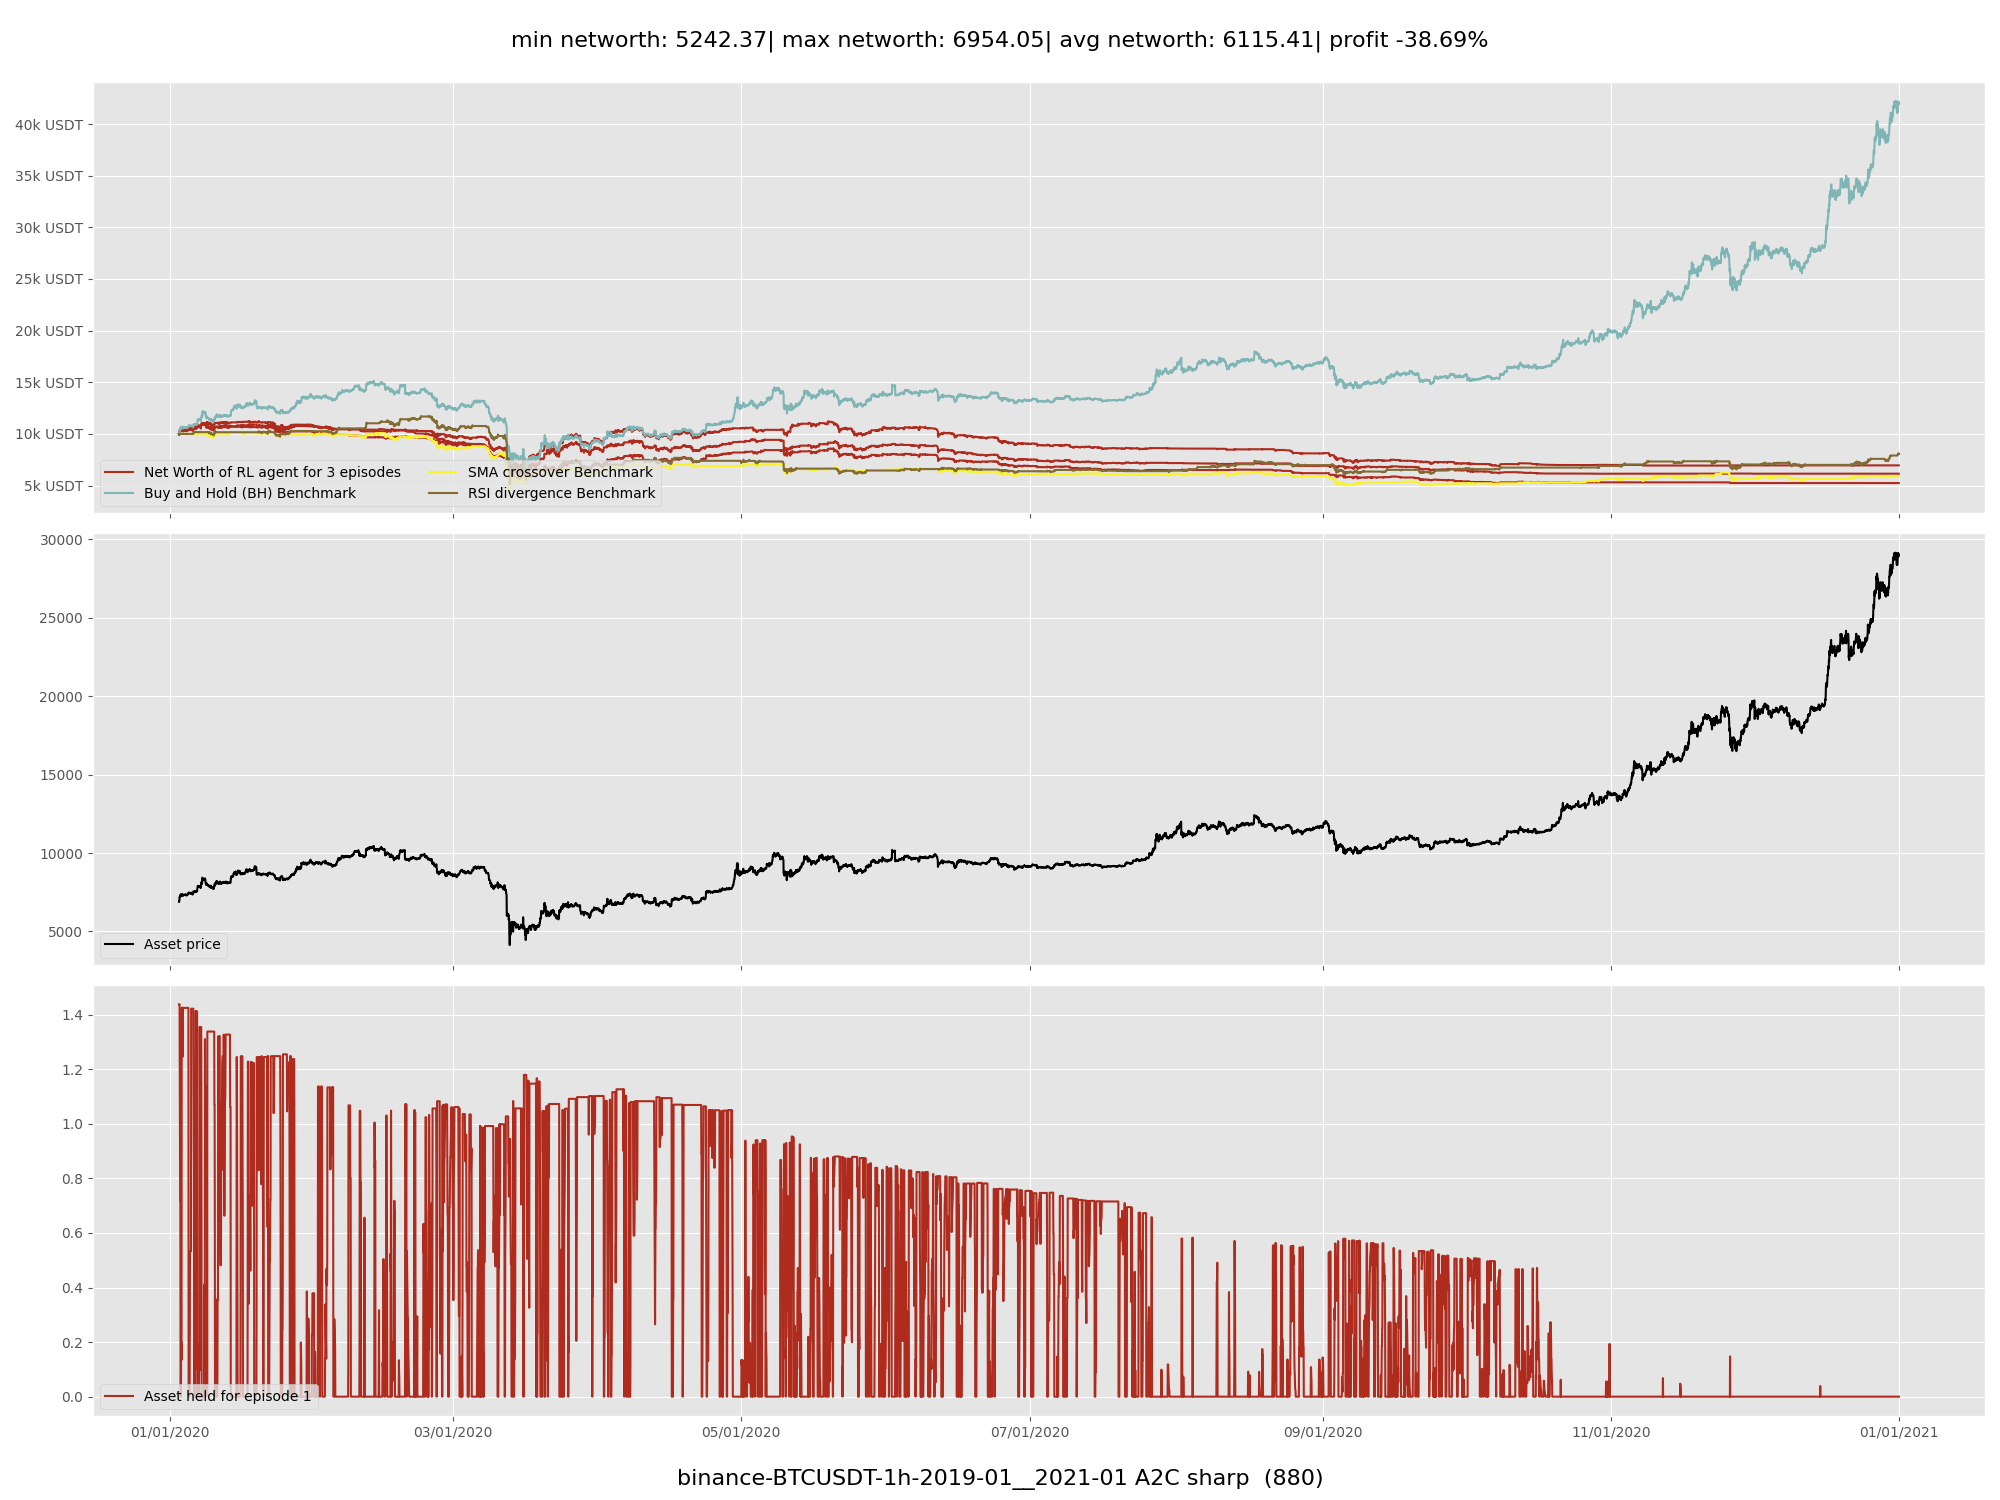 min networth: 5242.37| max networth: 6954.05| avg networth: 6115.41| profit -38.69%
40k USDT
35k USDT
30k USDT
25k USDT
20k USDT
15k USDT
10k USDT
5k USDT
Net Worth of RL agent for 3 episodes
Buy and Hold (BH) Benchmark
SMA crossover Benchmark
RSI divergence Benchmark
30000
25000
20000
15000
10000
5000
Asset price
1.4
1.2
1.0
0.8
0.6
0.4
0.2
0.0
Asset held for episode 1
01/01/2020 03/01/2020 05/01/2020 07/01/2020 09/01/2020 11/01/2020 01/01/2021
binance-BTCUSDT-1h-2019-01__2021-01 A2C sharp (880)